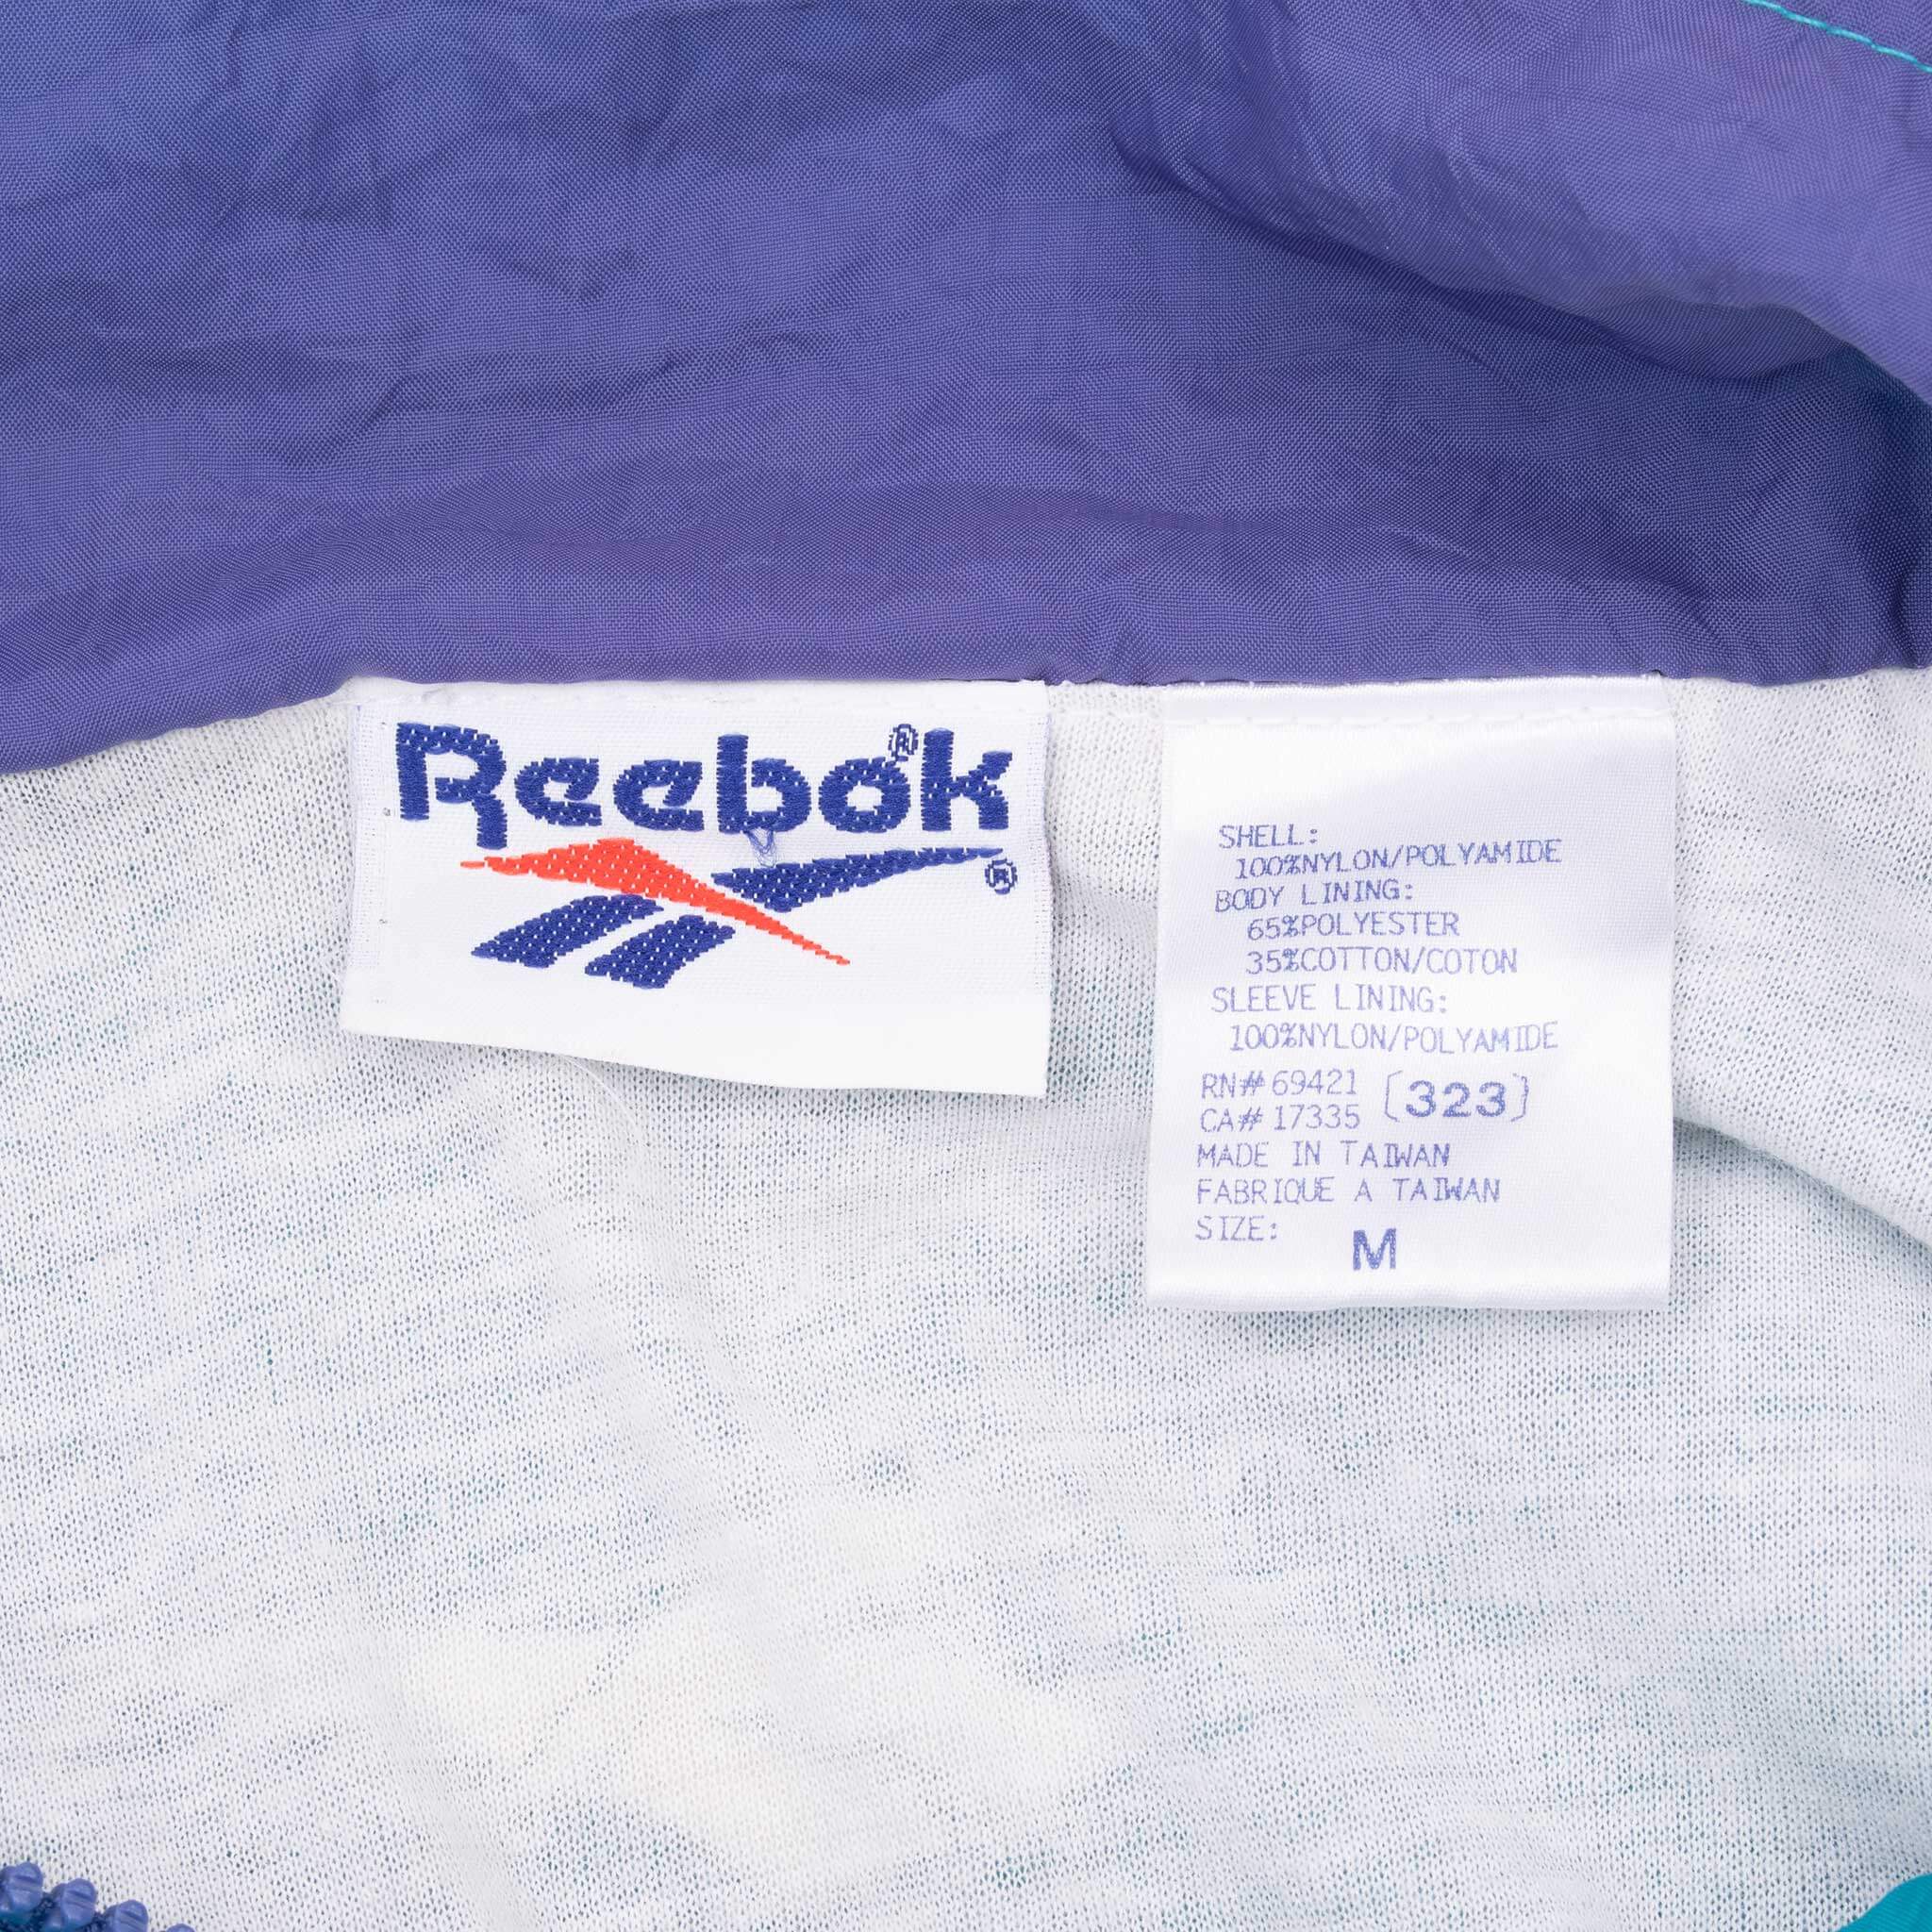 Reebok®
®
SHELL:
100%NYLON/POLYAMIDE
BODY LINING:
65%POLYESTER
35%COTTON/COTON
SLEEVE LINING:
100%NYLON/POLYAMIDE
RN# 69421 (323)
CA# 17335
MADE IN TAIWAN
FABRIQUE A TAIWAN
SIZE: M